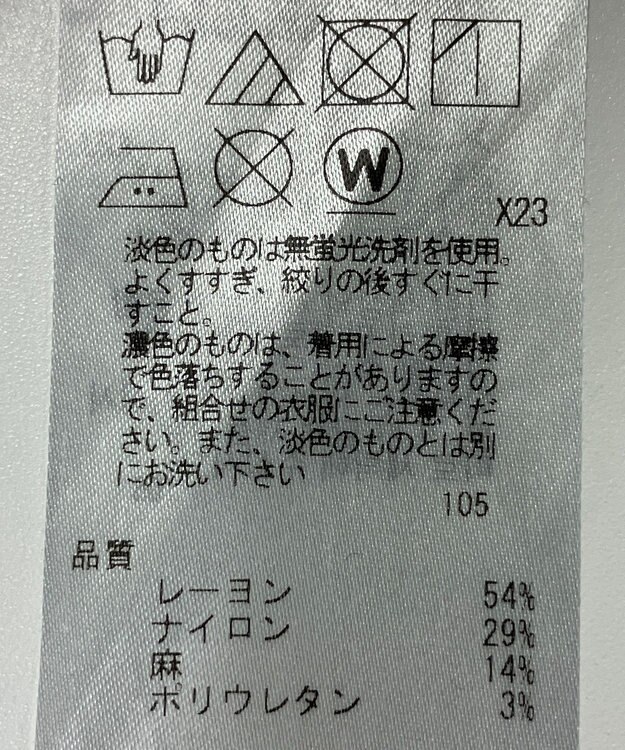 W
X23
淡色のものは無蛍光洗剤を使用。
よくすすぎ、絞りの後すぐに干
すこと。
濃色のものは、着用による摩擦
で色落ちすることがありますの
で、組合せの衣服にご注意くだ
さい。また、淡色のものとは別
にお洗い下さい
105
品質
レーヨン 54%
ナイロン 29%
麻 14%
ポリウレタン 3%